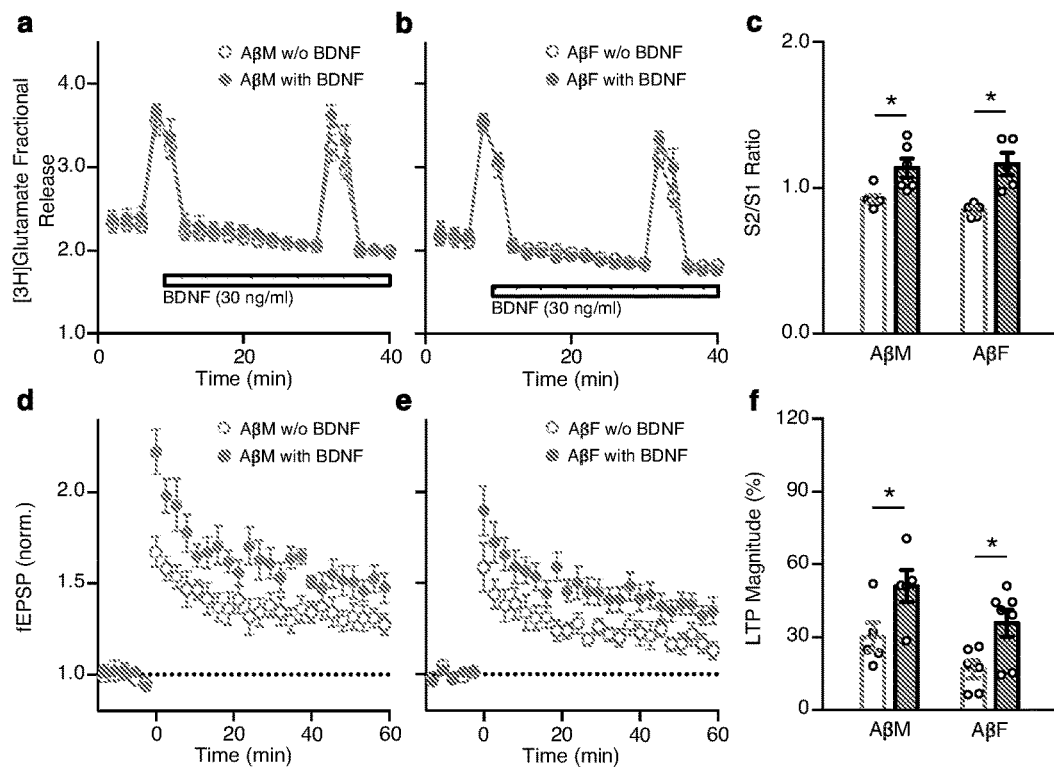 a
b
c
AβM w/o BDNF
AβM with BDNF
AβF w/o BDNF
AβF with BDNF
[3H]Glutamate Fractional
Release
4.0
3.0
2.0
1.0
BDNF (30 ng/ml)
BDNF (30 ng/ml)
0
20
40
Time (min)
0
20
40
Time (min)
S2/S1 Ratio
2.0
1.0
0.0
*
*
AβM
AβF
d
e
f
AβM w/o BDNF
AβM with BDNF
AβF w/o BDNF
AβF with BDNF
fEPSP (norm.)
2.0
1.5
1.0
0
20
40
60
Time (min)
0
20
40
60
Time (min)
LTP Magnitude (%)
120
90
60
30
0
*
*
AβM
AβF